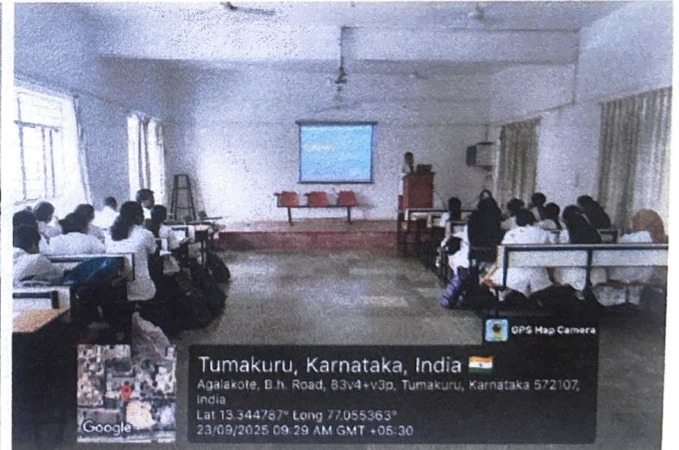 GPS Map Camera
Tumakuru, Karnataka, India
Agalakote, B.h. Road, 83v4+v3p, Tumakuru, Karnataka 572107,
India
Lat 13.344787° Long 77.055363°
23/09/2025 09:29 AM GMT +05:30
Google